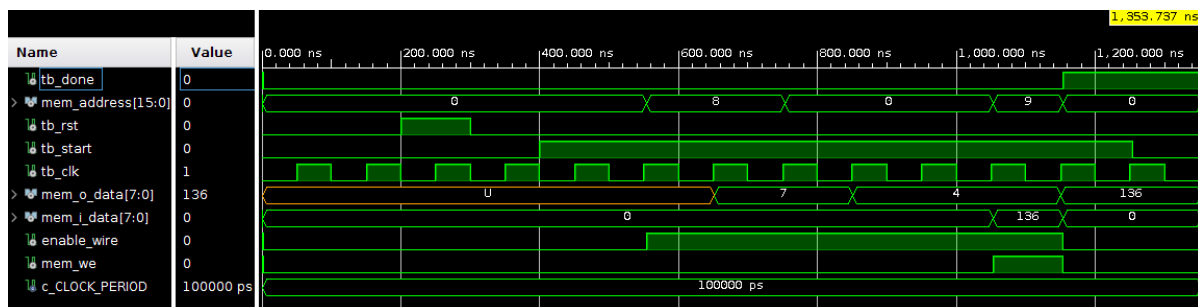 1,353.737 ns
Name Value |0.000 ns |200.000 ns |400.000 ns |600.000 ns |800.000 ns |1,000.000 ns |1,200.000 ns
tb_done 0
mem_address[15:0] 0 0 8 0 9 0
tb_rst 0
tb_start 0
tb_clk 1
mem_o_data[7:0] 136 U 7 4 136
mem_i_data[7:0] 0 0 136 0
enable_wire 0
mem_we 0
c_CLOCK_PERIOD 100000 ps 100000 ps